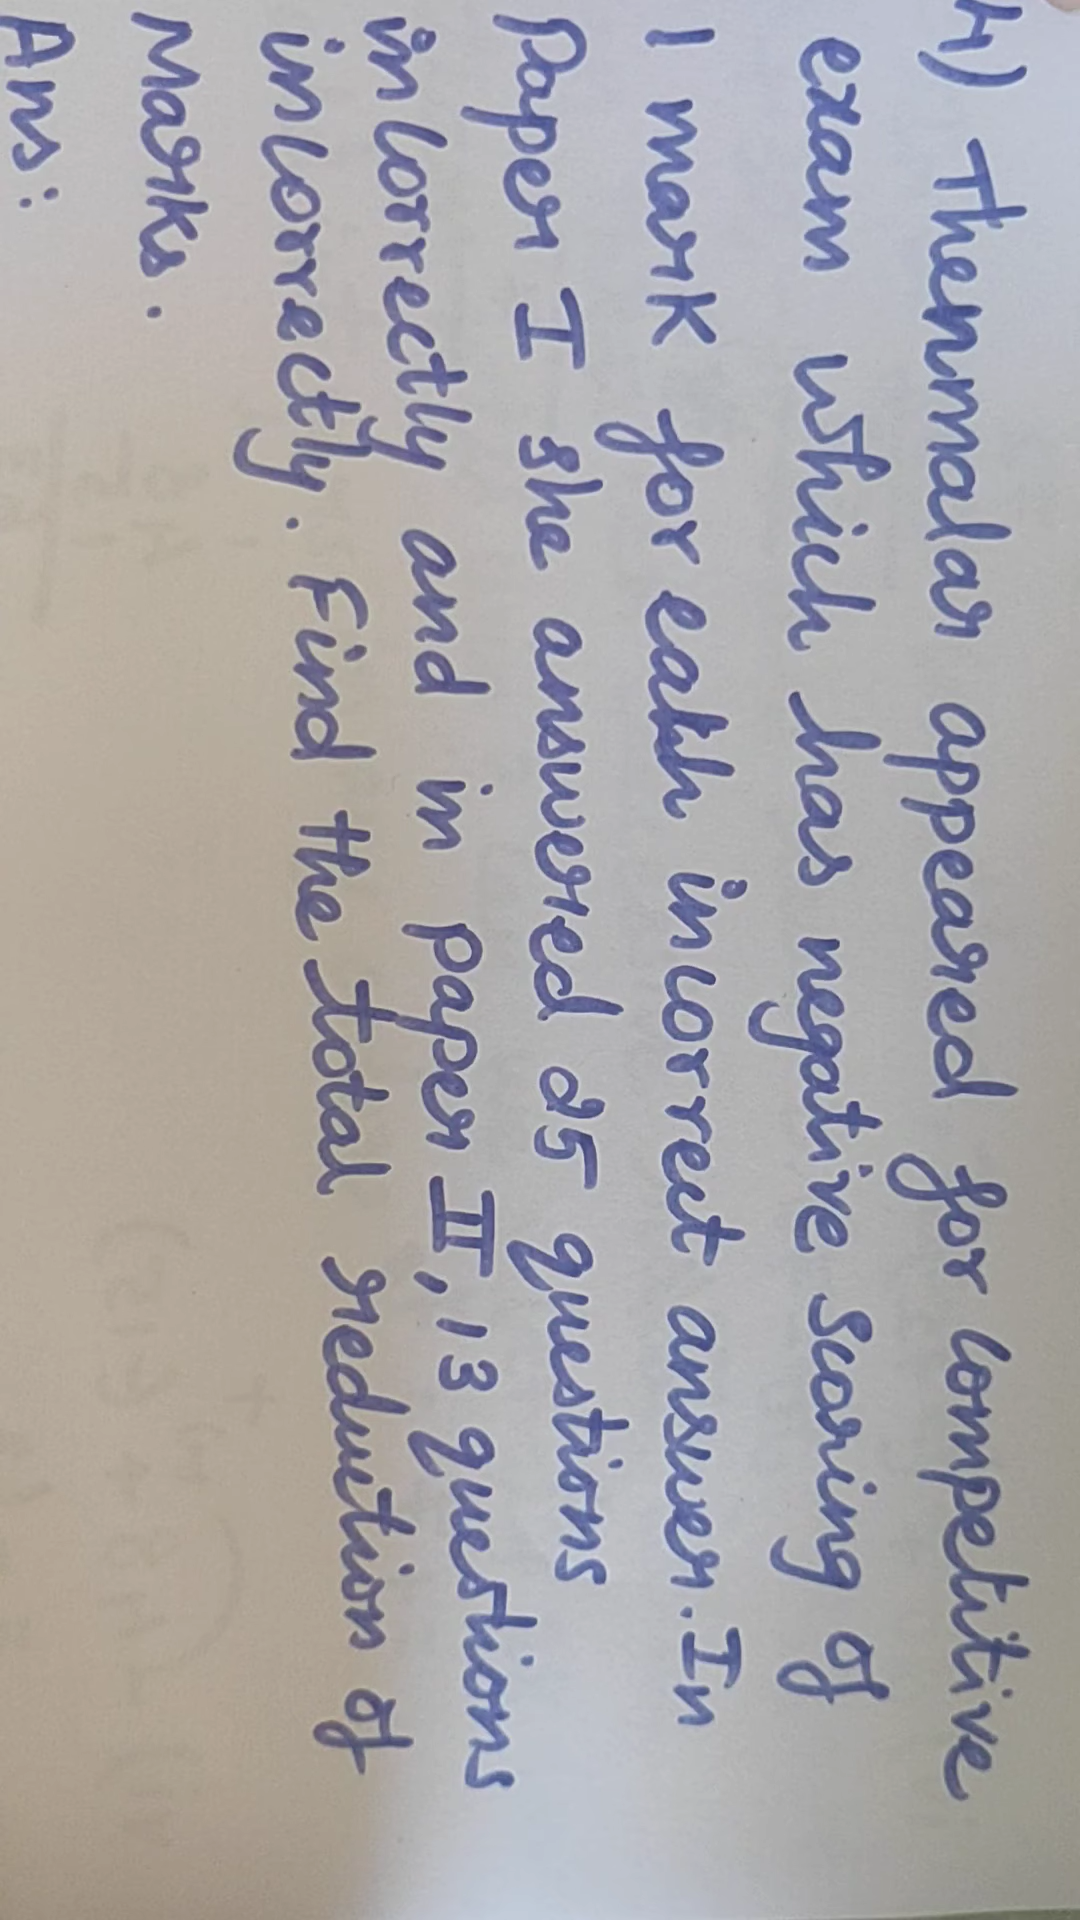 4) Thenmalar appeared for competitive
exam which has negative scoring of
1 mark for each incorrect answer. In
Paper I she answered 25 questions
incorrectly and in paper II, 13 questions
incorrectly. Find the total reduction of
Marks.
Ans: